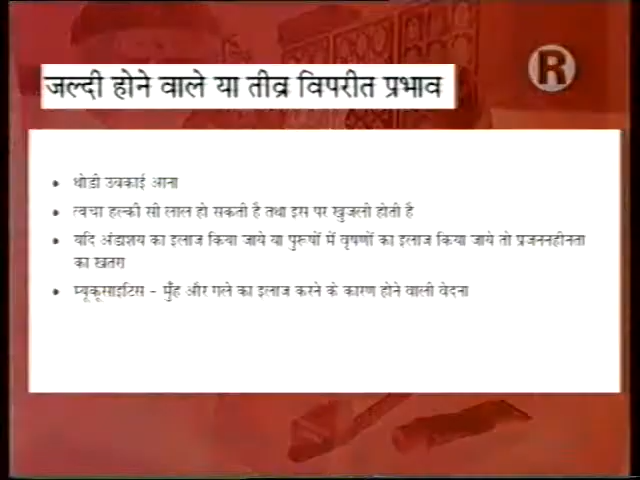 जल्दी होने वाले या तीव्र विपरीत प्रभाव
R
• थोडी उबकाई आना
• त्वचा हल्की सी लाल हो सकती है तथा इस पर खुजली होती है
• यदि अंडाशय का इलाज किया जाये या पुरूषों में वृषणों का इलाज किया जाये तो प्रजननहीनता
का खतरा
• म्यूकूसाइटिस - मुँह और गले का इलाज करने के कारण होने वाली वेदना